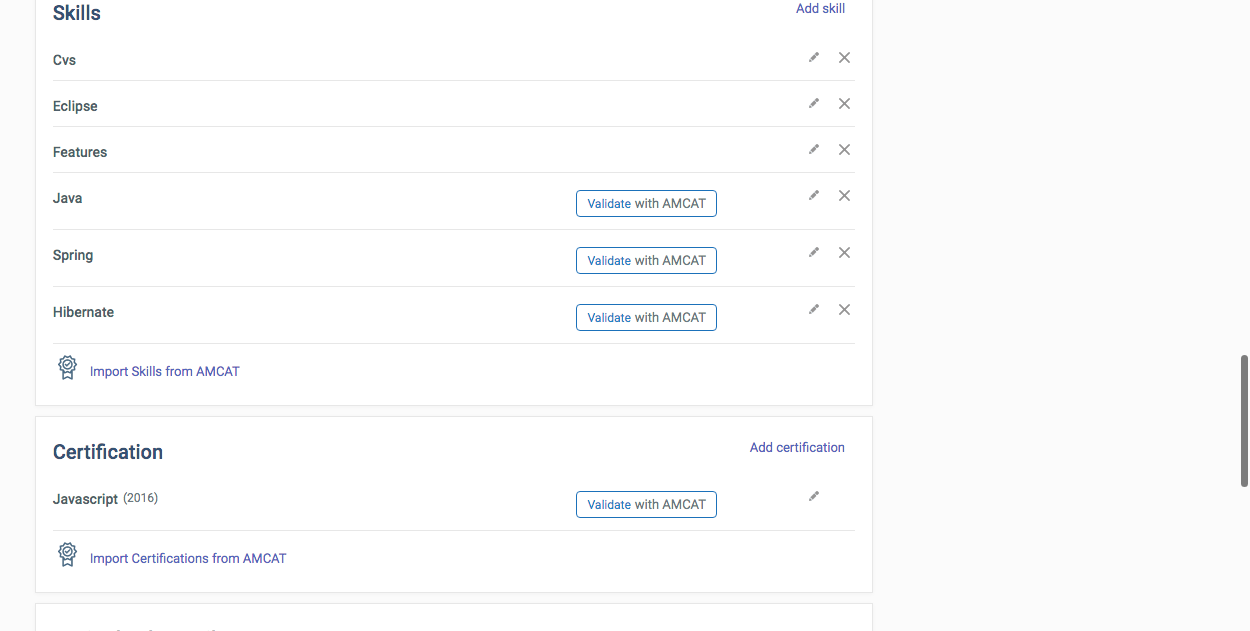 Skills
Add skill
Cvs
Eclipse
Features
Java
Validate with AMCAT
Spring
Validate with AMCAT
Hibernate
Validate with AMCAT
Import Skills from AMCAT
Certification
Add certification
Javascript (2016)
Validate with AMCAT
Import Certifications from AMCAT